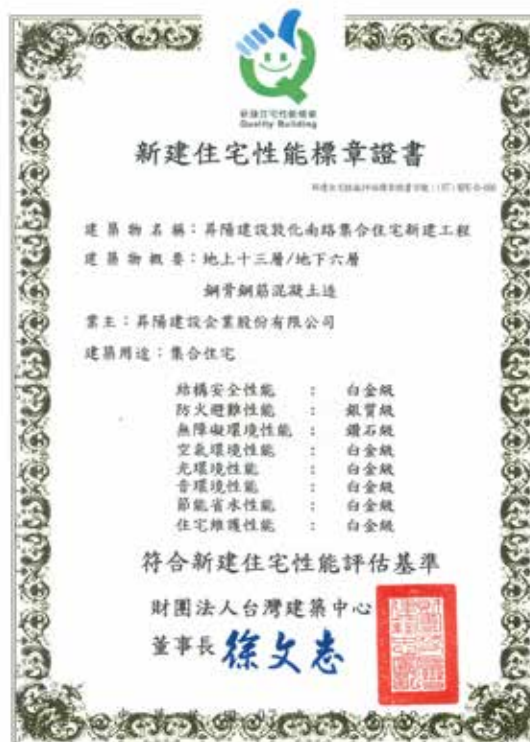 新建住宅性能標章
Quality Building
新建住宅性能標章證書
建築物名稱：昇陽建設敦化南路集合住宅新建工程
建築物概要：地上十三層/地下六層
鋼骨鋼筋混凝土造
業主：昇陽建設企業股份有限公司
建築用途：集合住宅
結構安全性能 ： 白金級
防火避難性能 ： 銀質級
無障礙環境性能 ： 鑽石級
空氣環境性能 ： 白金級
光環境性能 ： 白金級
音環境性能 ： 白金級
節能省水性能 ： 白金級
住宅維護性能 ： 白金級
符合新建住宅性能評估基準
財團法人台灣建築中心
董事長 徐文志